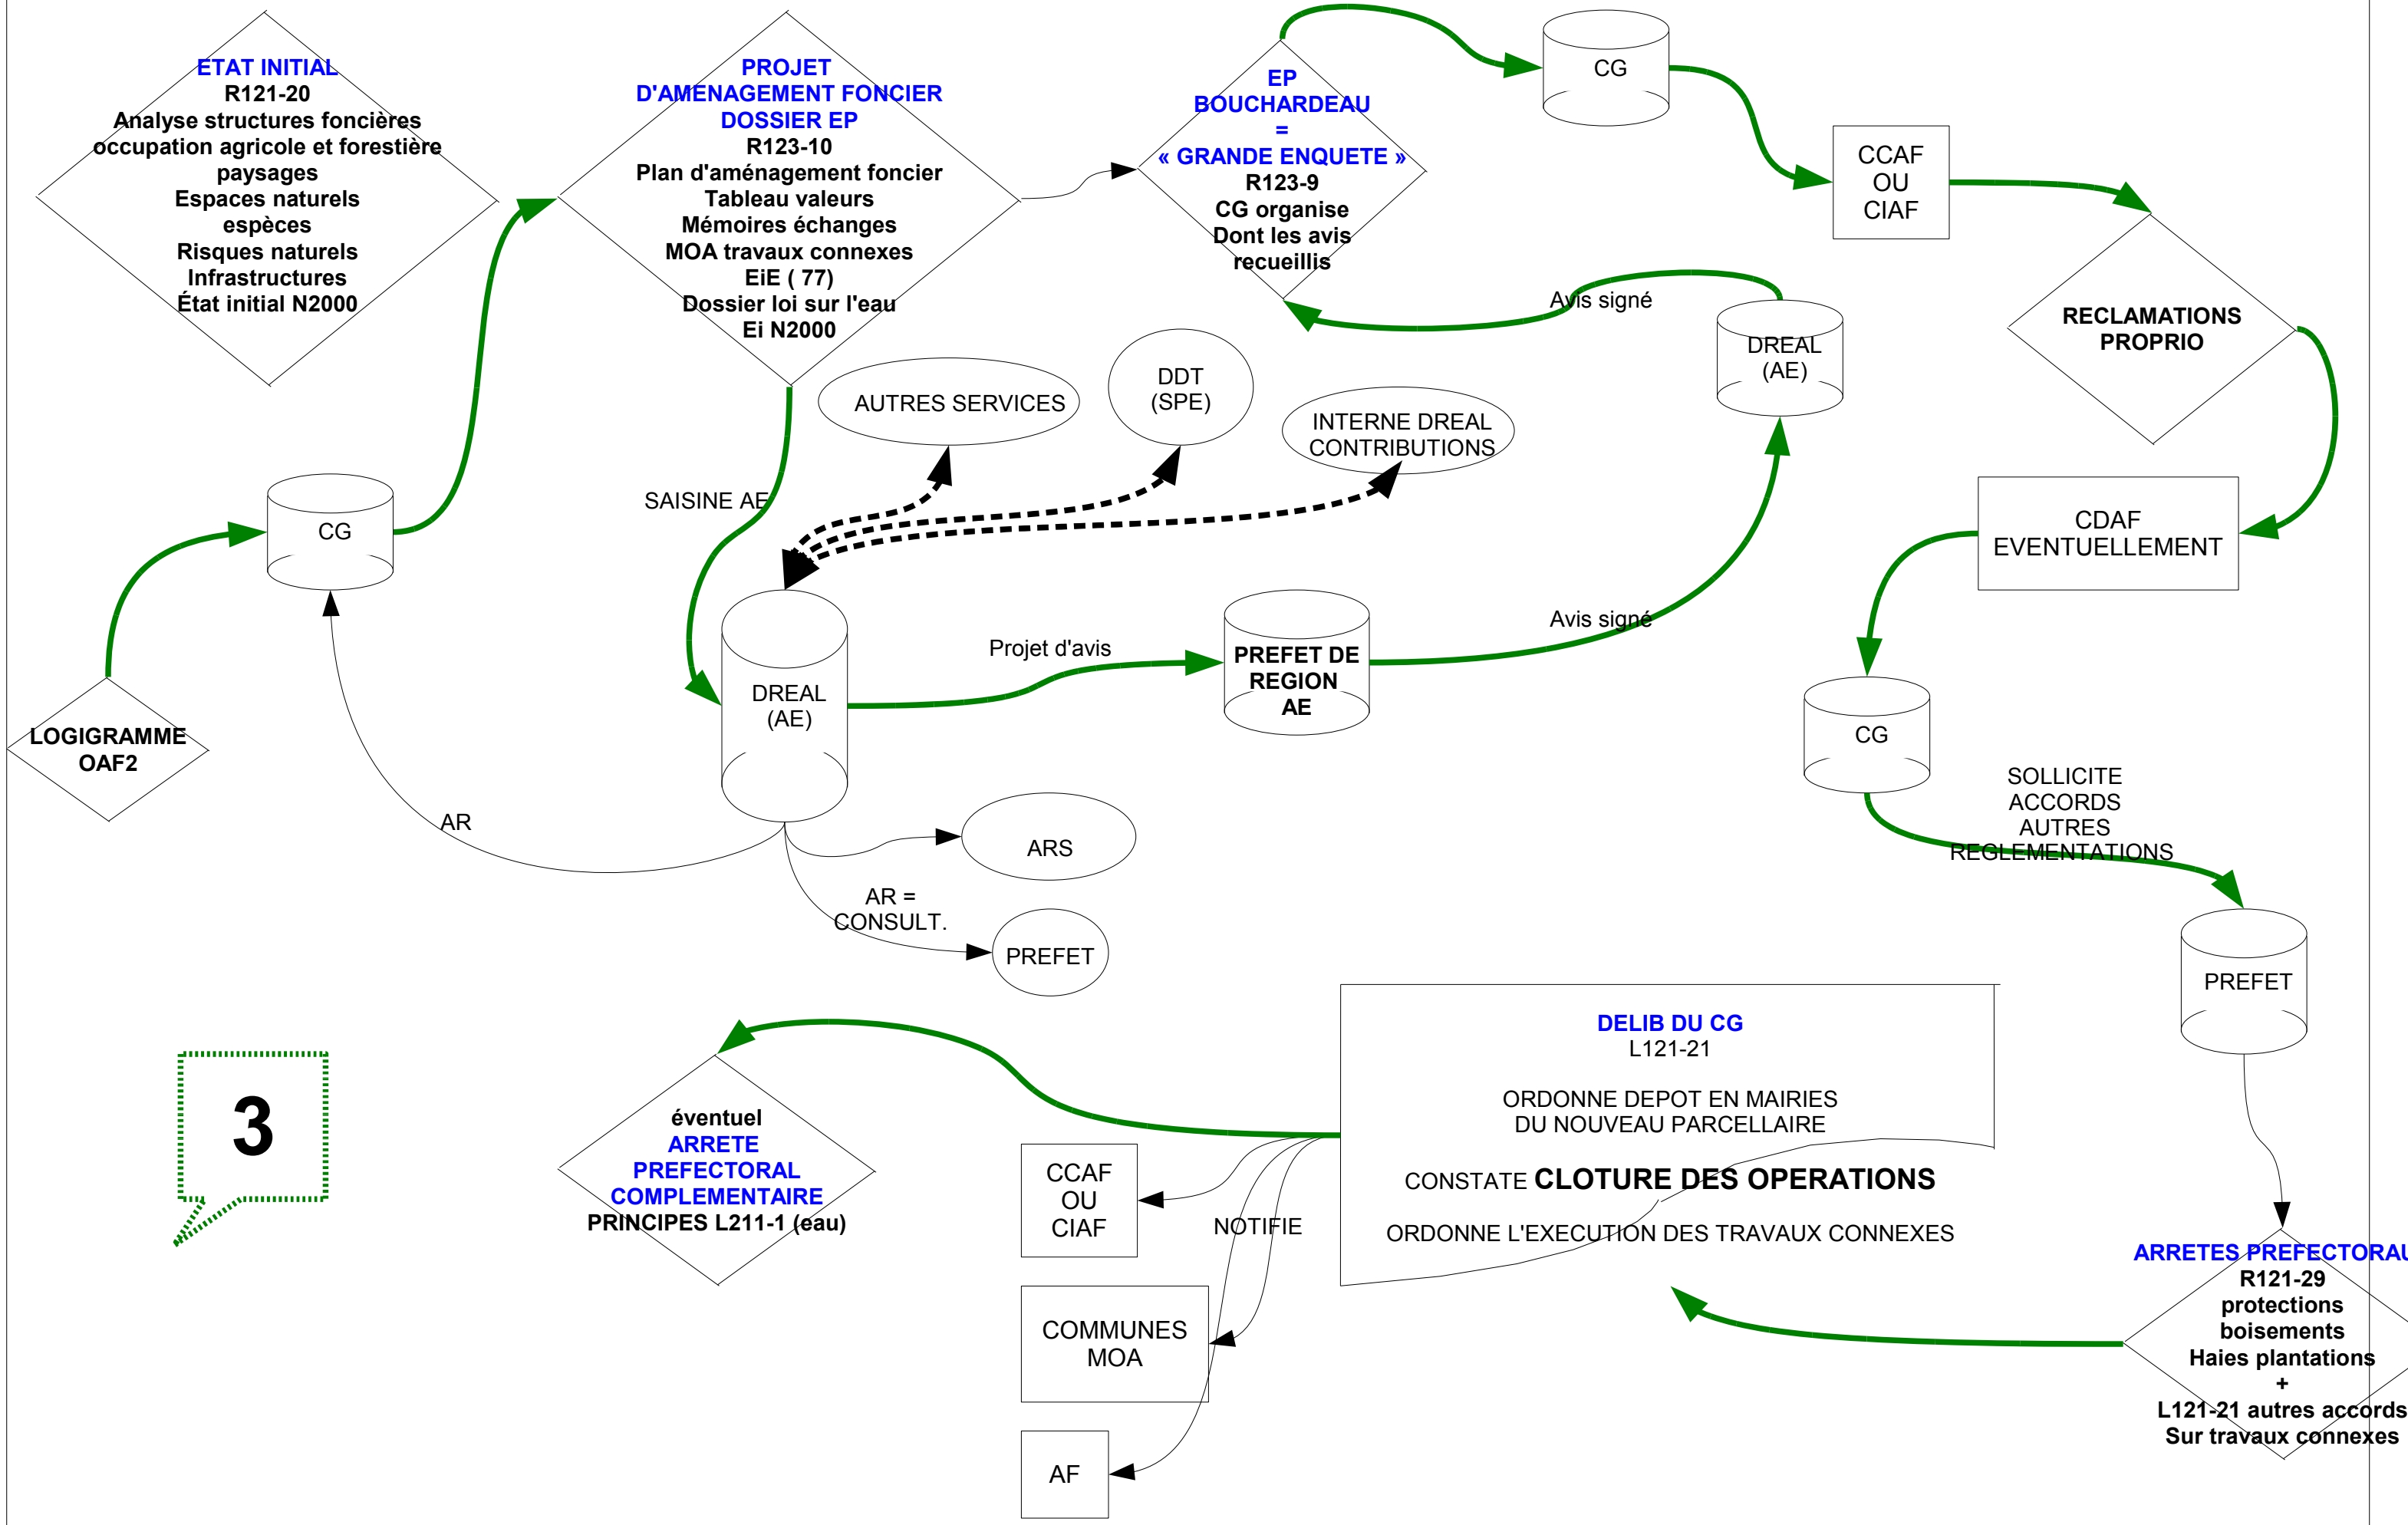 ETAT INITIAL
R121-20
Analyse structures foncières
occupation agricole et forestière
paysages
Espaces naturels
espèces
Risques naturels
Infrastructures
État initial N2000
PROJET
D'AMENAGEMENT FONCIER
DOSSIER EP
R123-10
Plan d'aménagement foncier
Tableau valeurs
Mémoires échanges
MOA travaux connexes
EiE ( 77)
Dossier loi sur l'eau
Ei N2000
EP
BOUCHARDEAU
=
« GRANDE ENQUETE »
R123-9
CG organise
Dont les avis
recueillis
CG
CCAF
OU
CIAF
RECLAMATIONS
PROPRIO
Avis signé
DREAL
(AE)
AUTRES SERVICES
DDT
(SPE)
INTERNE DREAL
CONTRIBUTIONS
SAISINE AE
CG
CDAF
EVENTUELLEMENT
LOGIGRAMME
OAF2
DREAL
(AE)
Projet d'avis
PREFET DE
REGION
AE
Avis signé
CG
AR
ARS
AR =
CONSULT.
PREFET
SOLLICITE
ACCORDS
AUTRES
REGLEMENTATIONS
PREFET
3
éventuel
ARRETE
PREFECTORAL
COMPLEMENTAIRE
PRINCIPES L211-1 (eau)
CCAF
OU
CIAF
NOTIFIE
COMMUNES
MOA
AF
DELIB DU CG
L121-21
ORDONNE DEPOT EN MAIRIES
DU NOUVEAU PARCELLAIRE
CONSTATE CLOTURE DES OPERATIONS
ORDONNE L'EXECUTION DES TRAVAUX CONNEXES
ARRETES PREFECTORAU
R121-29
protections
boisements
Haies plantations
+
L121-21 autres accords
Sur travaux connexes